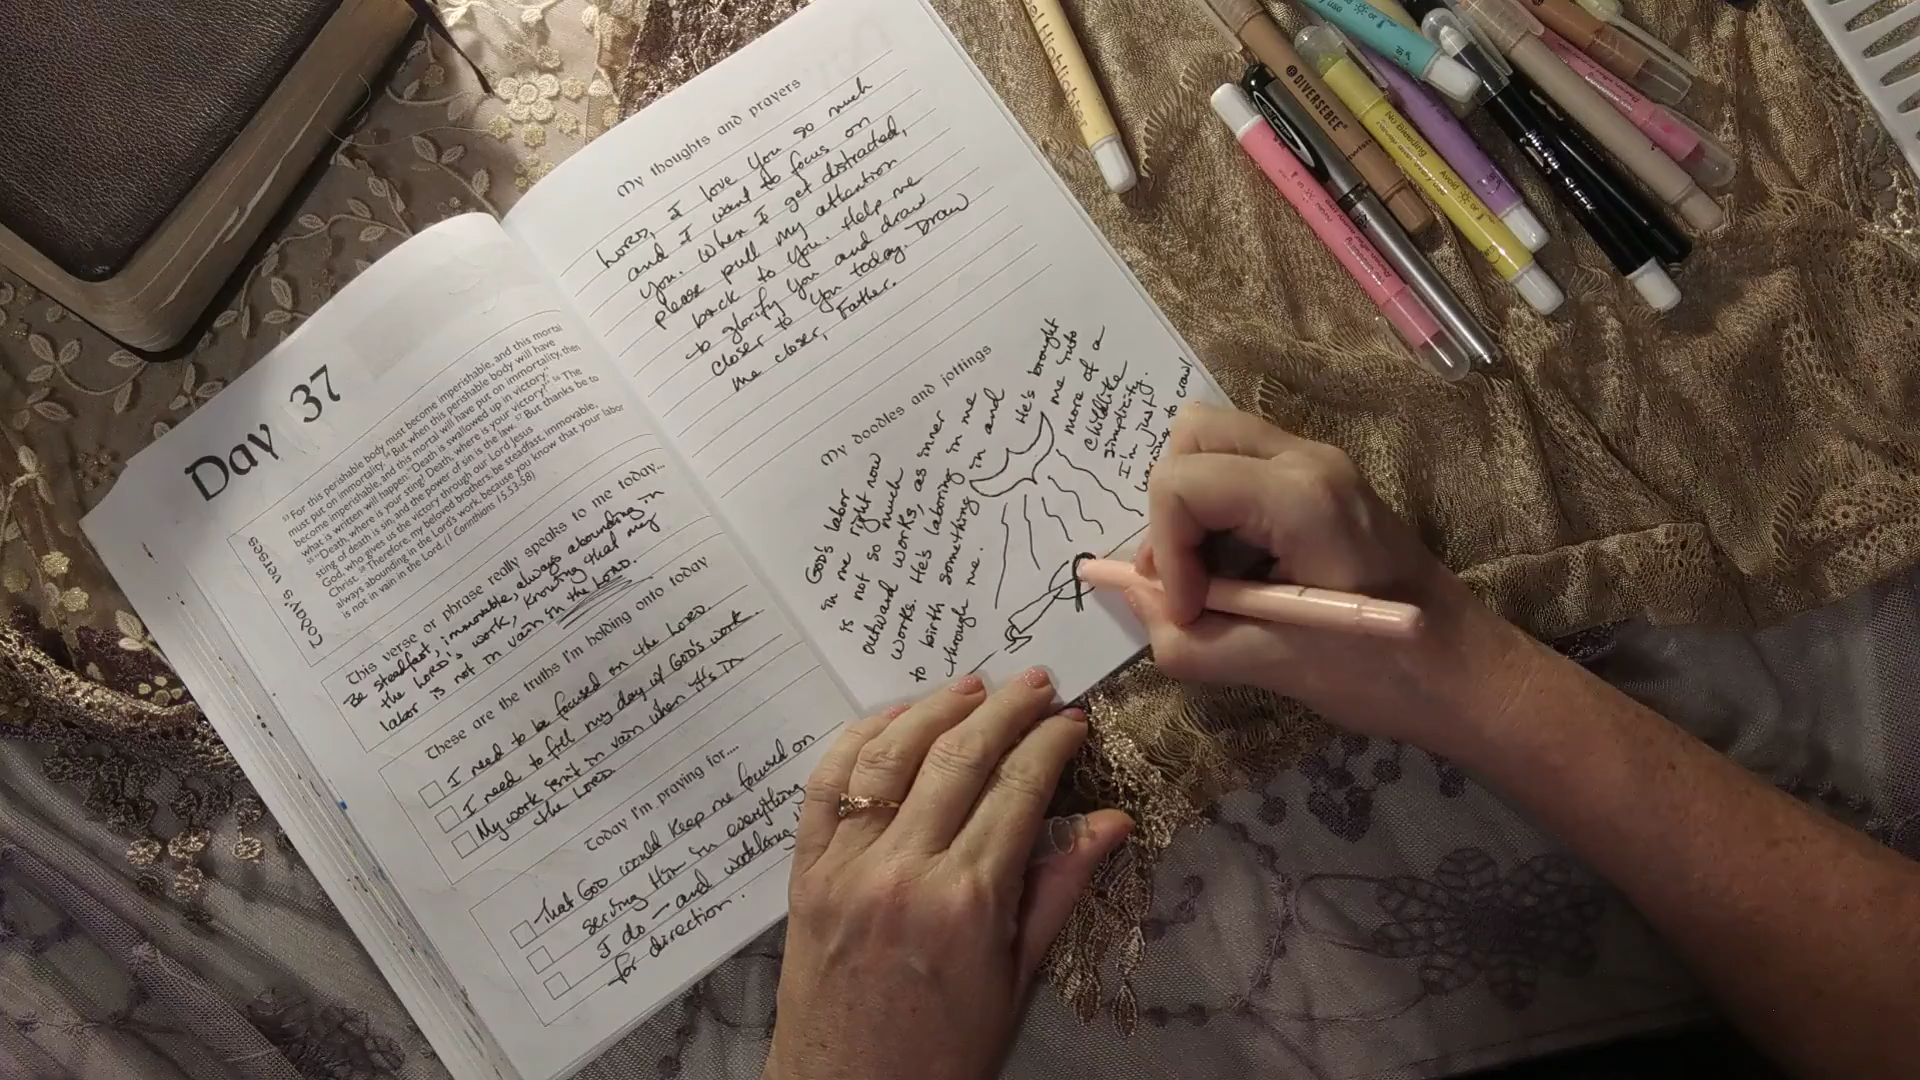 Day 37
Today's verses
53 "For this perishable body must become imperishable, and this mortal
must put on immortality. 54 But when this perishable body will have
become imperishable, and this mortal will have put on immortality, then
what is written will happen: "Death is swallowed up in victory."
55 "Death, where is your sting? Death, where is your victory?" 56 The
sting of death is sin, and the power of sin is the law. 57 But thanks be to
God, who gives us the victory through our Lord Jesus
Christ. 58 Therefore, my beloved brothers, be steadfast, immovable,
always abounding in the Lord's work, because you know that your labor
is not in vain in the Lord. (1 Corinthians 15.53-58)
This verse or phrase really speaks to me today...
Be steadfast, immovable, always abounding in
the LORD's work, knowing that my
labor is not in vain in the LORD.
These are the truths I'm holding onto today
I need to be focused on the LORD.
I need to fill my day w/ GOD's work
My work isn't in vain when it's in
the LORD.
Today I'm praying for....
That GOD would keep me focused on
serving Him in everything
I do - and
for direction.
My thoughts and prayers
LORD, I love you so much
and I want to focus on
you. When I get distracted,
please pull my attention
back to you. Help me
to glorify you and draw
closer to you today. Draw
me closer, Father.
My doodles and jottings
God's labor
in me right now
is not so much
outward works, as inner
works. He's laboring in me
to birth something in and
through me.
He's brought
me into
more of a
childlike
simplicity.
I'm just
learning to crawl
Gel Highlighter
DIVERSEBEE
No Bleeding
Avoid